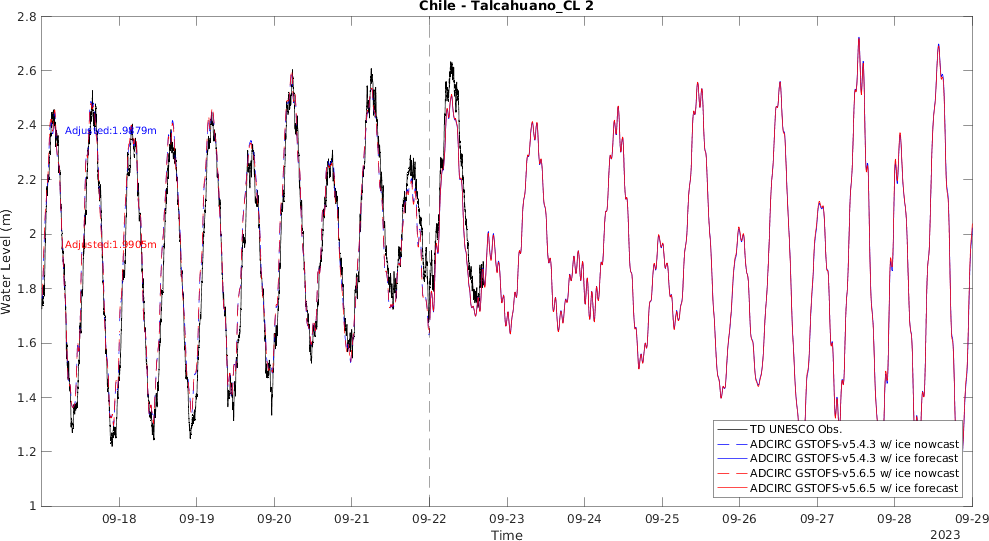 Chile - Talcahuano_CL 2
2.8
2.6
2.4
2.2
2
1.8
1.6
1.4
1.2
1
Water Level (m)
Adjusted:1.9879m
Adjusted:1.9905m
TD UNESCO Obs.
ADCIRC GSTOFS-v5.4.3 w/ ice nowcast
ADCIRC GSTOFS-v5.4.3 w/ ice forecast
ADCIRC GSTOFS-v5.6.5 w/ ice nowcast
ADCIRC GSTOFS-v5.6.5 w/ ice forecast
09-18 09-19 09-20 09-21 09-22 09-23 09-24 09-25 09-26 09-27 09-28 09-29
Time
2023